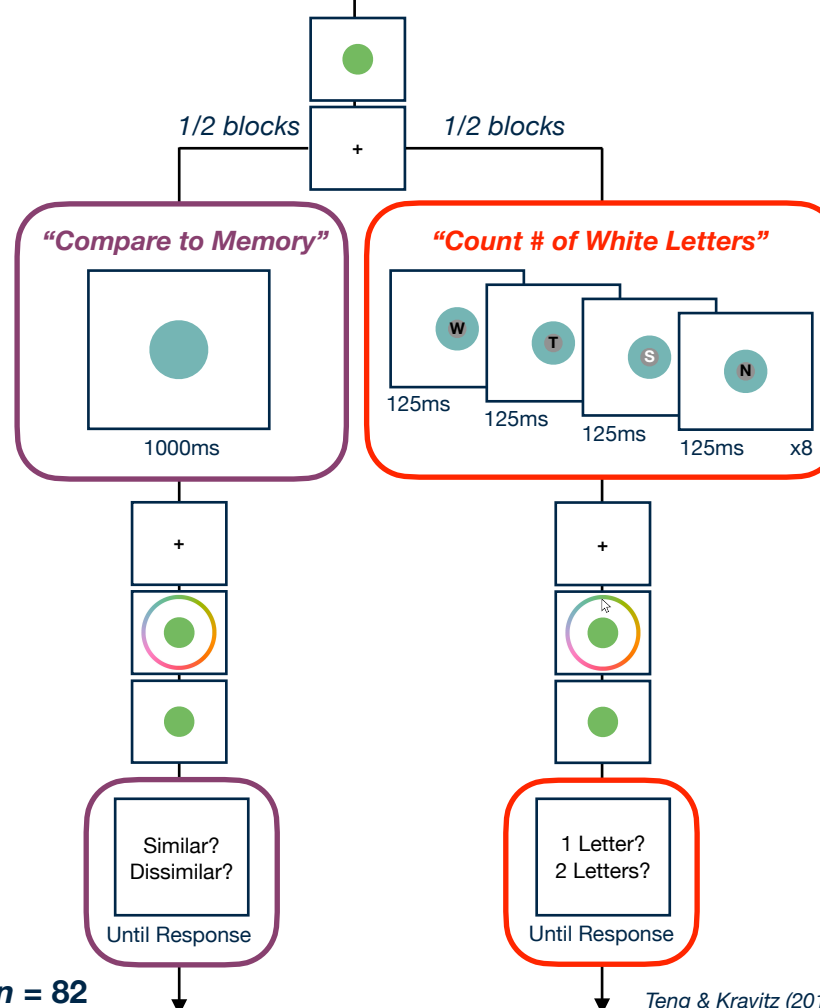 1/2 blocks
1/2 blocks
+
“Compare to Memory”
1000ms
“Count # of White Letters”
W
T
S
N
125ms
125ms
125ms
125ms
x8
+
+
Similar?
Dissimilar?
Until Response
1 Letter?
2 Letters?
Until Response
n = 82
Teng & Kravitz (201